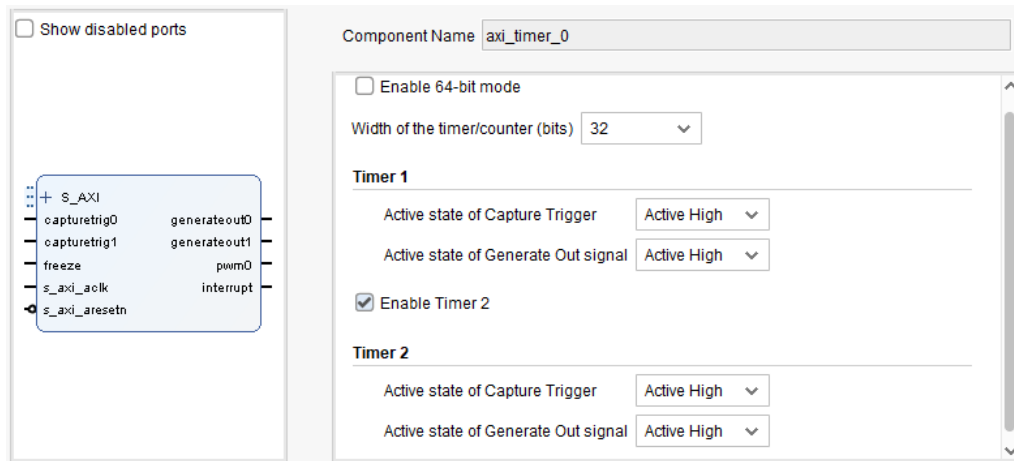 Show disabled ports
S_AXI
capturetrig0 generateout0
capturetrig1 generateout1
freeze pwm0
s_axi_aclk interrupt
s_axi_aresetn
Component Name axi_timer_0
Enable 64-bit mode
Width of the timer/counter (bits) 32
Timer 1
Active state of Capture Trigger Active High
Active state of Generate Out signal Active High
Enable Timer 2
Timer 2
Active state of Capture Trigger Active High
Active state of Generate Out signal Active High